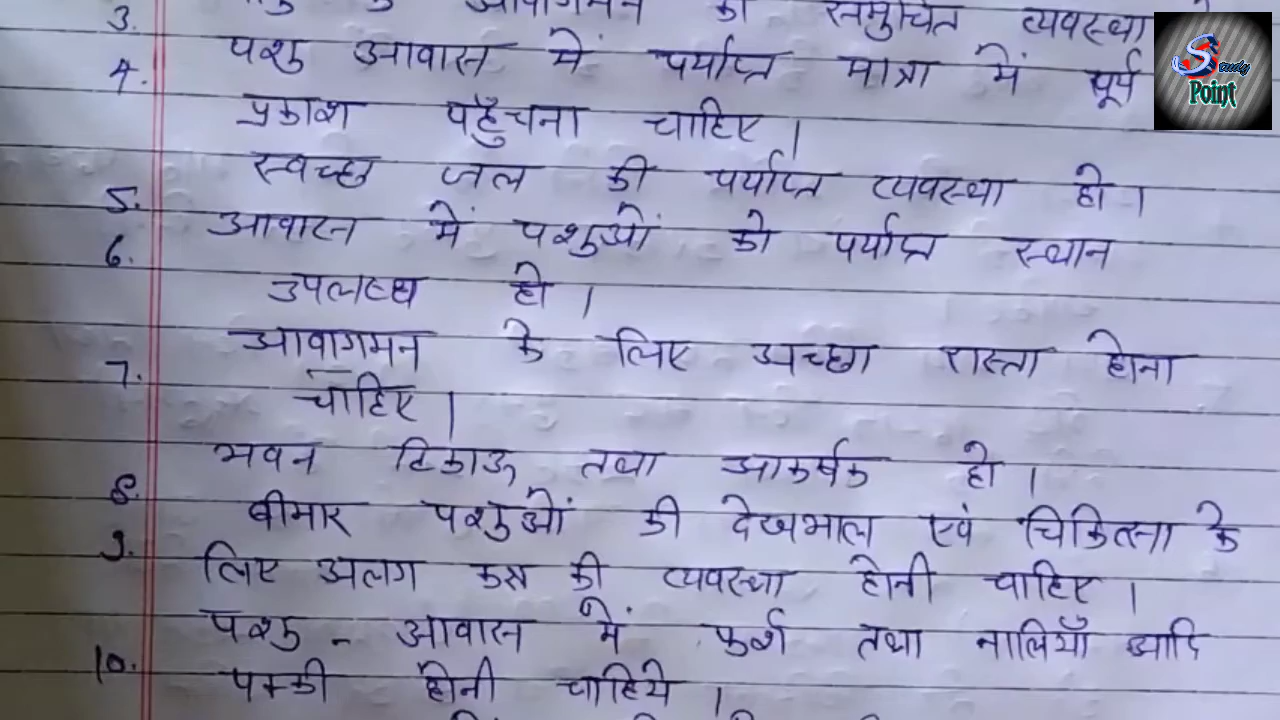 3. के आवागमन की समुचित व्यवस्था
4. पशु आवास में पर्याप्त मात्रा में सूर्य
प्रकाश पहुँचना चाहिए।
5. स्वच्छ जल की पर्याप्त व्यवस्था हो।
6. आवास में पशुओं को पर्याप्त स्थान
उपलब्ध हो।
7. आवागमन के लिए अच्छा रास्ता होना
चाहिए।
8. भवन टिकाऊ तथा आकर्षक हो।
9. बीमार पशुओं की देखभाल एवं चिकित्सा के
लिए अलग कक्ष की व्यवस्था होनी चाहिए।
10. पशु - आवास में फर्श तथा नालियाँ आदि
पक्की होनी चाहिये।
Study
Point